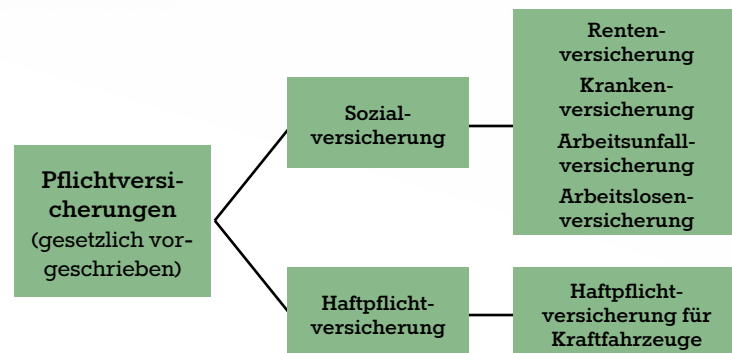 Pflichtversi-
cherungen
(gesetzlich vor-
geschrieben)
Sozial-
versicherung
Renten-
versicherung
Kranken-
versicherung
Arbeitsunfall-
versicherung
Arbeitslosen-
versicherung
Haftpflicht-
versicherung
Haftpflicht-
versicherung für
Kraftfahrzeuge